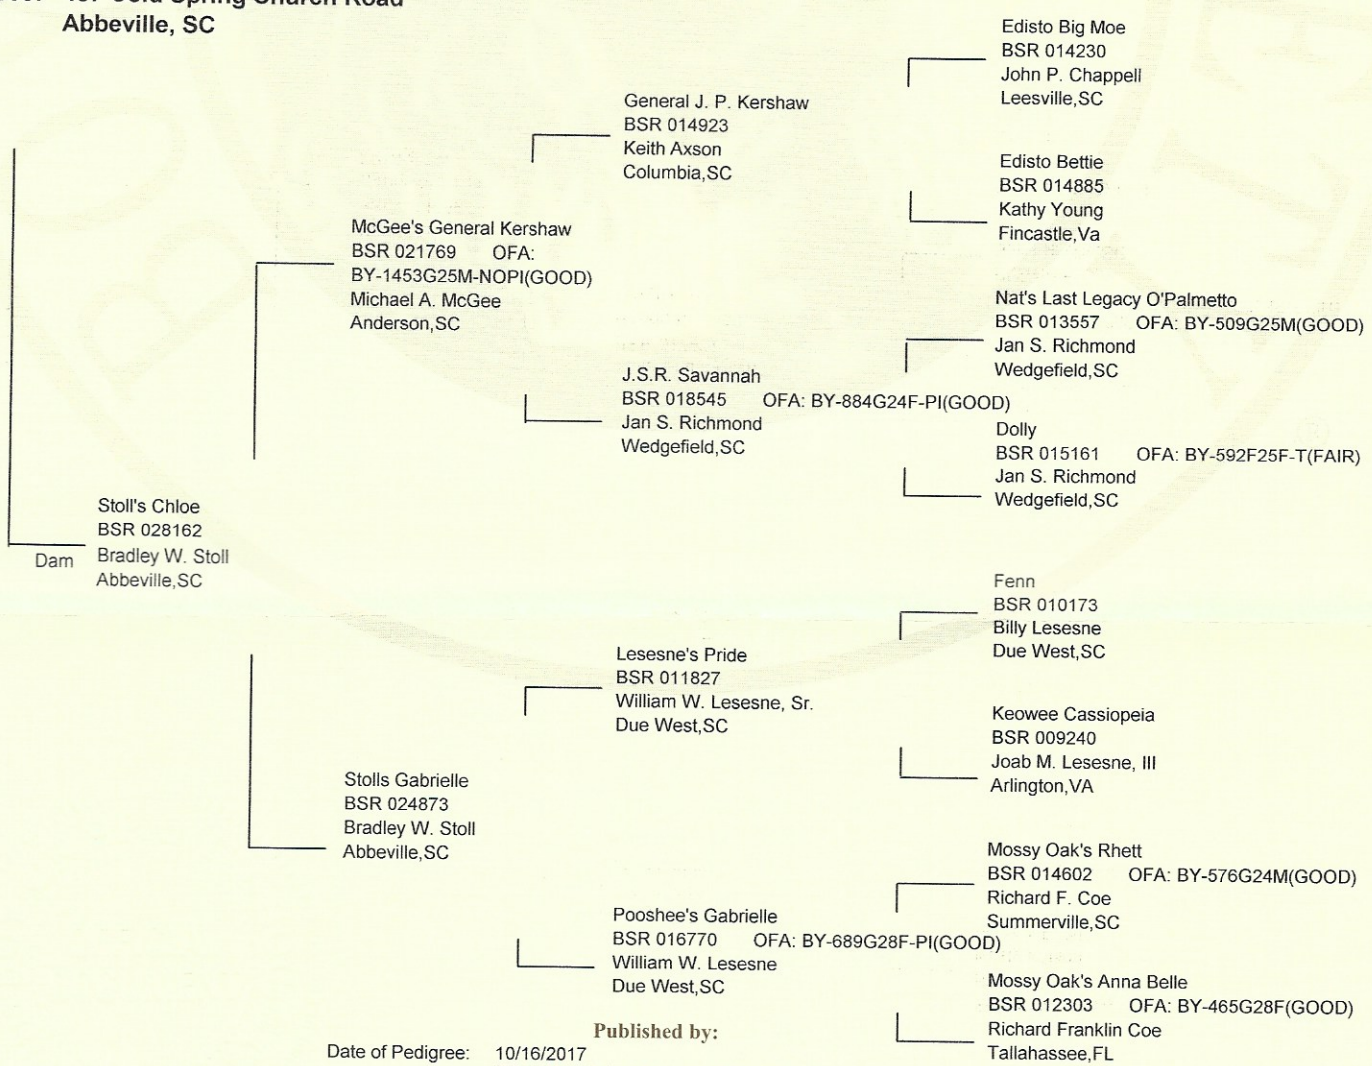 Cold Spring Church Road
Abbeville, SC
Edisto Big Moe
BSR 014230
John P. Chappell
Leesville,SC
General J. P. Kershaw
BSR 014923
Keith Axson
Columbia,SC
Edisto Bettie
BSR 014885
Kathy Young
Fincastle,Va
McGee's General Kershaw
BSR 021769 OFA:
BY-1453G25M-NOPI(GOOD)
Michael A. McGee
Anderson,SC
Nat's Last Legacy O'Palmetto
BSR 013557 OFA: BY-509G25M(GOOD)
Jan S. Richmond
Wedgefield,SC
J.S.R. Savannah
BSR 018545 OFA: BY-884G24F-PI(GOOD)
Jan S. Richmond
Wedgefield,SC
Dolly
BSR 015161 OFA: BY-592F25F-T(FAIR)
Jan S. Richmond
Wedgefield,SC
Stoll's Chloe
BSR 028162
Dam Bradley W. Stoll
Abbeville,SC
Fenn
BSR 010173
Billy Lesesne
Due West,SC
Lesesne's Pride
BSR 011827
William W. Lesesne, Sr.
Due West,SC
Keowee Cassiopeia
BSR 009240
Joab M. Lesesne, III
Arlington,VA
Stolls Gabrielle
BSR 024873
Bradley W. Stoll
Abbeville,SC
Mossy Oak's Rhett
BSR 014602 OFA: BY-576G24M(GOOD)
Richard F. Coe
Summerville,SC
Pooshee's Gabrielle
BSR 016770 OFA: BY-689G28F-PI(GOOD)
William W. Lesesne
Due West,SC
Mossy Oak's Anna Belle
BSR 012303 OFA: BY-465G28F(GOOD)
Richard Franklin Coe
Tallahassee,FL
Published by:
Date of Pedigree: 10/16/2017